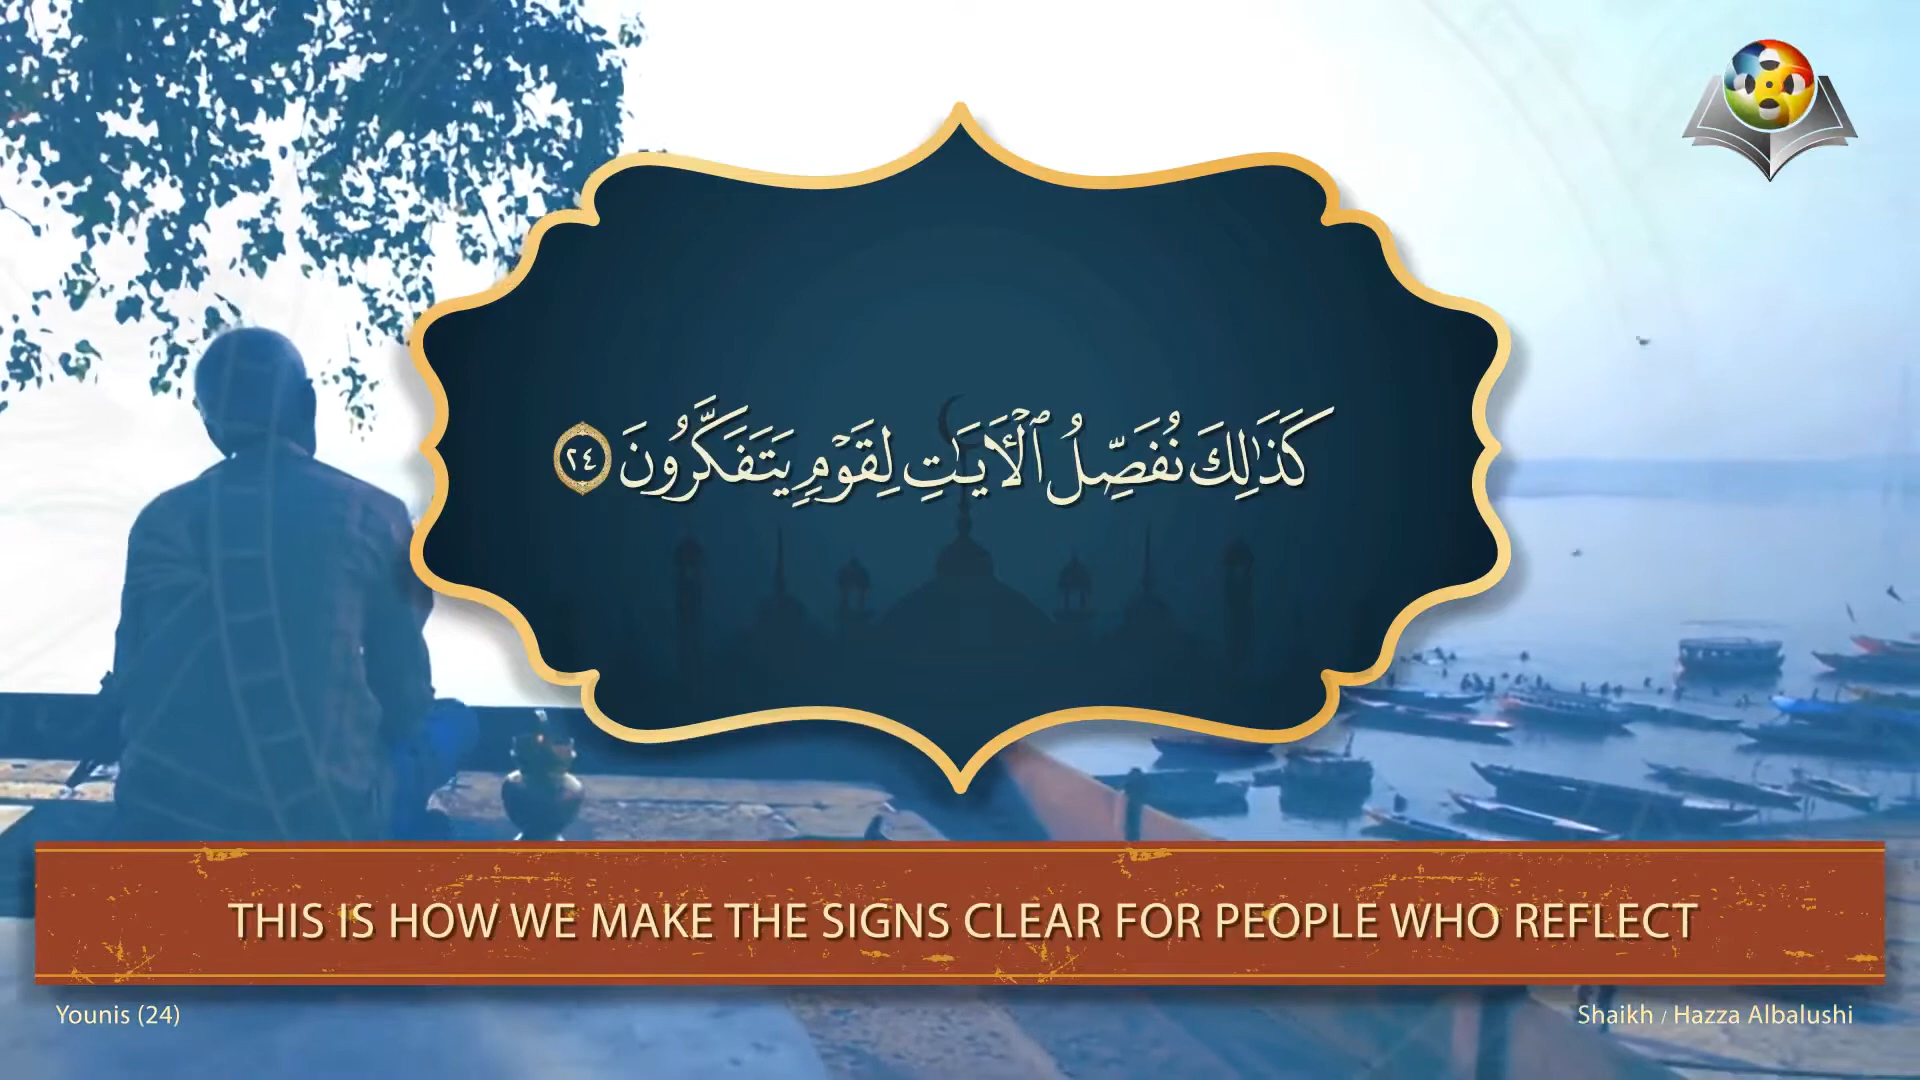 كَذَٰلِكَ نُفَصِّلُ ٱلْأٓيَـٰتِ لِقَوْمٍ يَتَفَكَّرُونَ ٢٤
THIS IS HOW WE MAKE THE SIGNS CLEAR FOR PEOPLE WHO REFLECT
Younis (24)
Shaikh / Hazza Albalushi